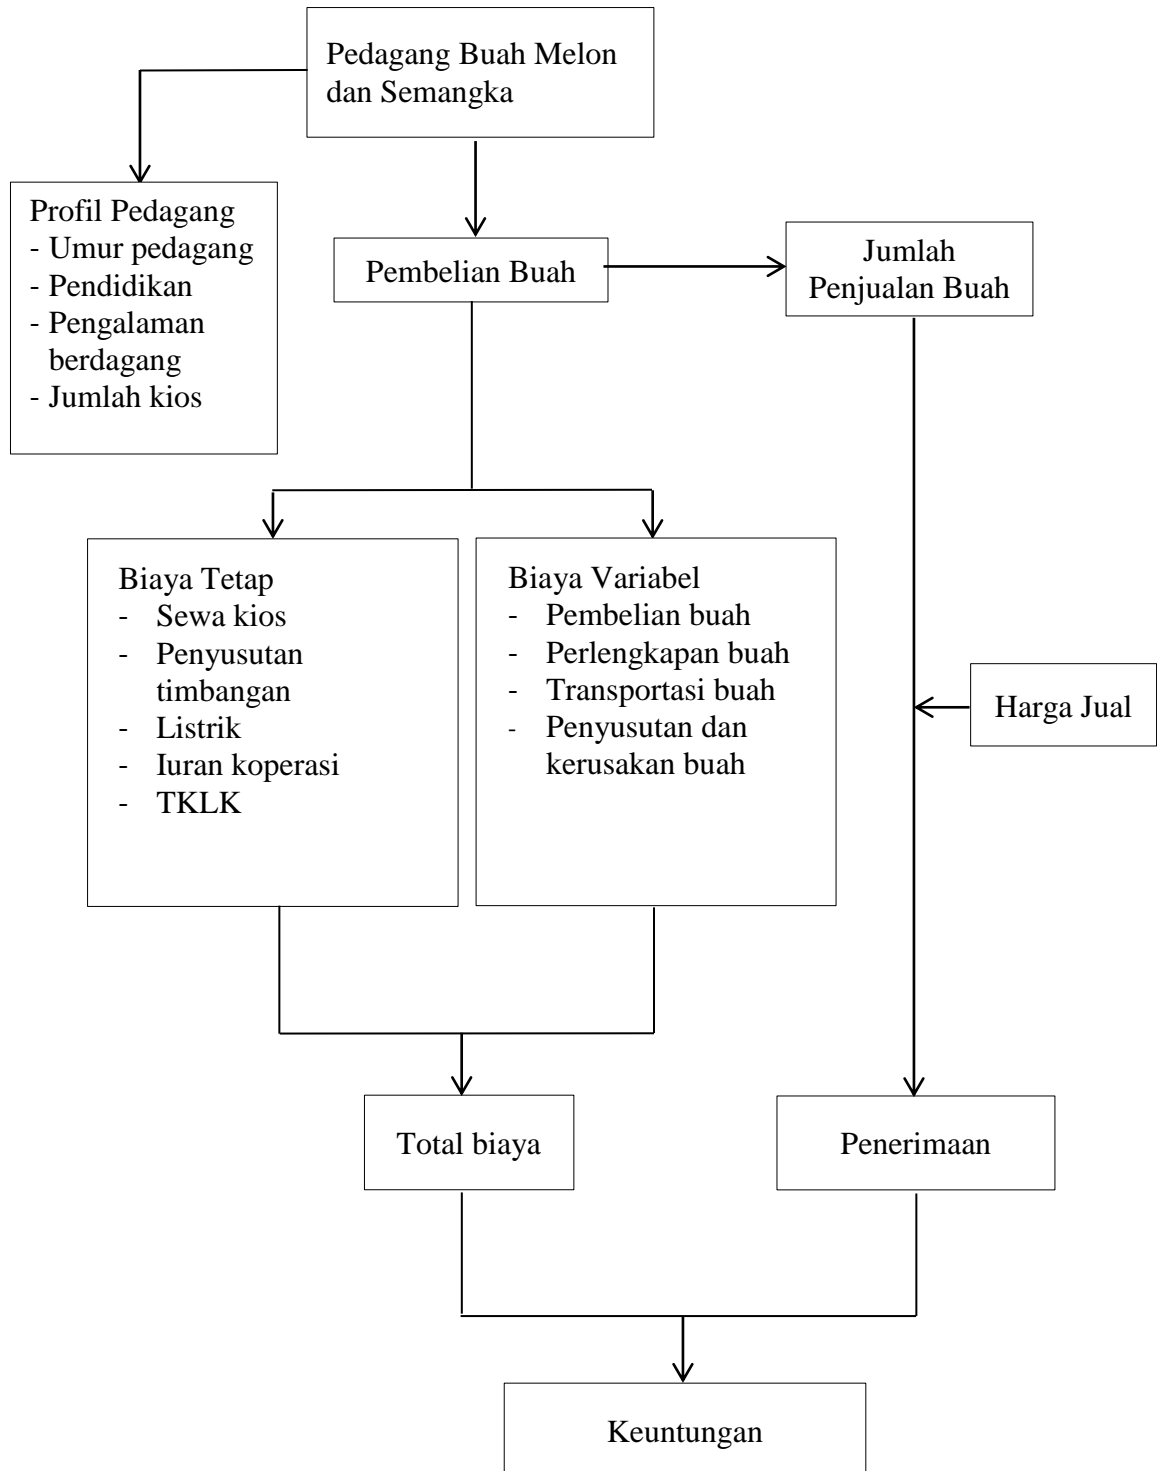 Pedagang Buah Melon
dan Semangka
Profil Pedagang
- Umur pedagang
- Pendidikan
- Pengalaman
berdagang
- Jumlah kios
Pembelian Buah
Jumlah
Penjualan Buah
Biaya Tetap
- Sewa kios
- Penyusutan
timbangan
- Listrik
- Iuran koperasi
- TKLK
Biaya Variabel
- Pembelian buah
- Perlengkapan buah
- Transportasi buah
- Penyusutan dan
kerusakan buah
Harga Jual
Total biaya
Penerimaan
Keuntungan